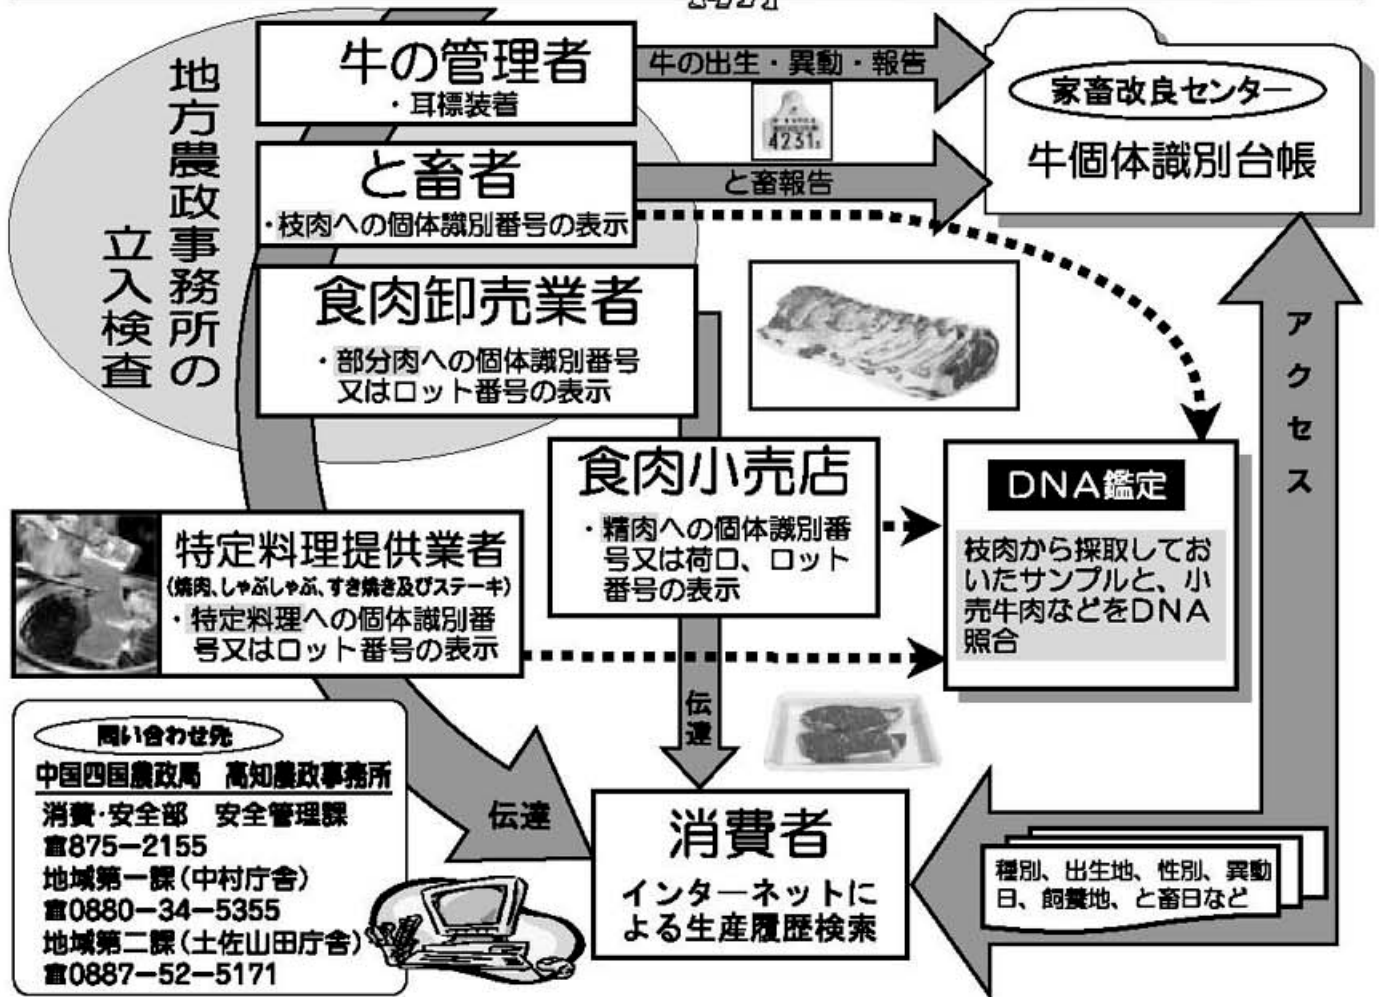 牛の管理者
・耳標装着
牛の出生・異動・報告
4231
家畜改良センター
牛個体識別台帳
と畜者
・枝肉への個体識別番号の表示
と畜報告
地方農政事務所の
立入検査
食肉卸売業者
・部分肉への個体識別番号
又はロット番号の表示
アクセス
食肉小売店
・精肉への個体識別番
号又は荷口、ロット
番号の表示
DNA鑑定
枝肉から採取してお
いたサンプルと、小
売牛肉などをDNA
照合
特定料理提供業者
(焼肉、しゃぶしゃぶ、すき焼き及びステーキ)
・特定料理への個体識別番
号又はロット番号の表示
伝達
伝達
消費者
インターネットに
よる生産履歴検索
種別、出生地、性別、異動
日、飼養地、と畜日など
問い合わせ先
中国四国農政局 高知農政事務所
消費・安全部 安全管理課
☎875-2155
地域第一課(中村庁舎)
☎0880-34-5355
地域第二課(土佐山田庁舎)
☎0887-52-5171